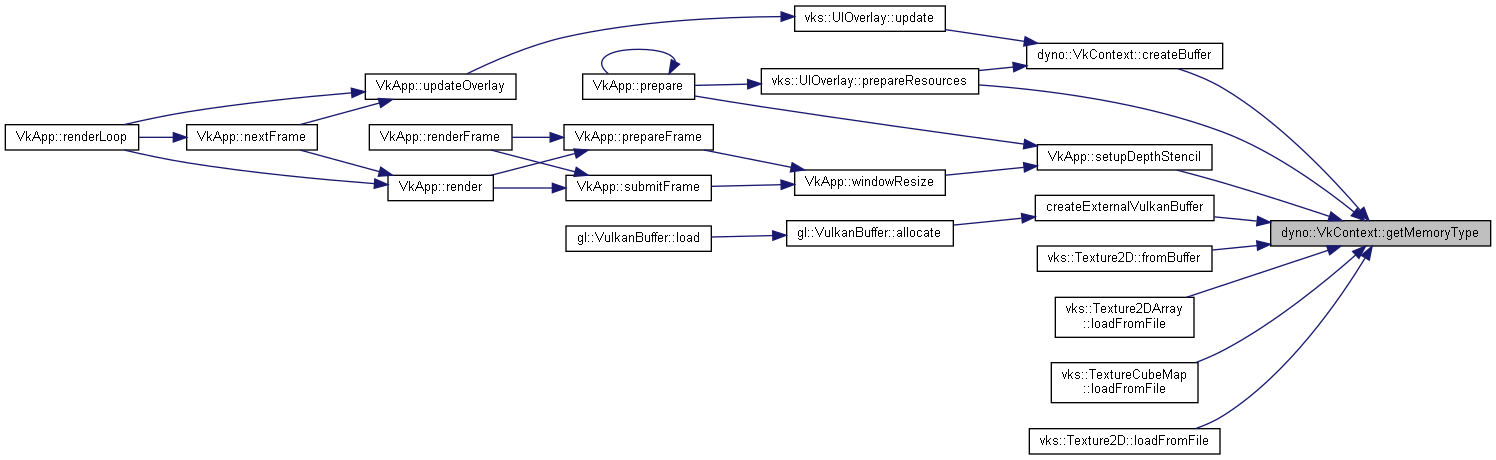 vks::UIOverlay::update
dyno::VkContext::createBuffer
VkApp::updateOverlay
VkApp::prepare
vks::UIOverlay::prepareResources
VkApp::renderLoop
VkApp::nextFrame
VkApp::renderFrame
VkApp::prepareFrame
VkApp::setupDepthStencil
VkApp::render
VkApp::submitFrame
VkApp::windowResize
createExternalVulkanBuffer
gl::VulkanBuffer::load
gl::VulkanBuffer::allocate
dyno::VkContext::getMemoryType
vks::Texture2D::fromBuffer
vks::Texture2DArray
::loadFromFile
vks::TextureCubeMap
::loadFromFile
vks::Texture2D::loadFromFile